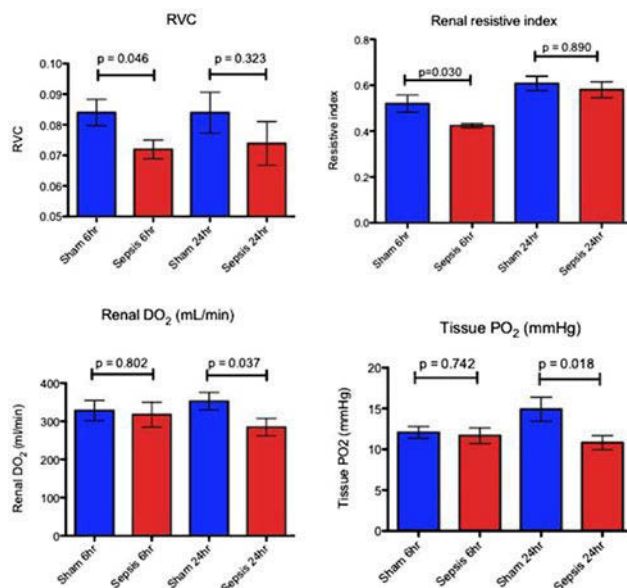 RVC
p = 0.046
p = 0.323
RVC
0.10
0.09
0.08
0.07
0.06
0.05
Sham 6hr
Sepsis 6hr
Sham 24hr
Sepsis 24hr
Renal resistive index
p=0.030
p = 0.890
Resistive index
0.8
0.6
0.4
0.2
0.0
Sham 6hr
Sepsis 6hr
Sham 24hr
Sepsis 24hr
Renal DO2 (mL/min)
p = 0.802
p = 0.037
Renal DO2 (ml/min)
400
300
200
100
0
Sham 6hr
Sepsis 6hr
Sham 24hr
Sepsis 24hr
Tissue PO2 (mmHg)
p = 0.742
p = 0.018
Tissue PO2 (mmHg)
20
15
10
5
0
Sham 6hr
Sepsis 6hr
Sham 24hr
Sepsis 24hr